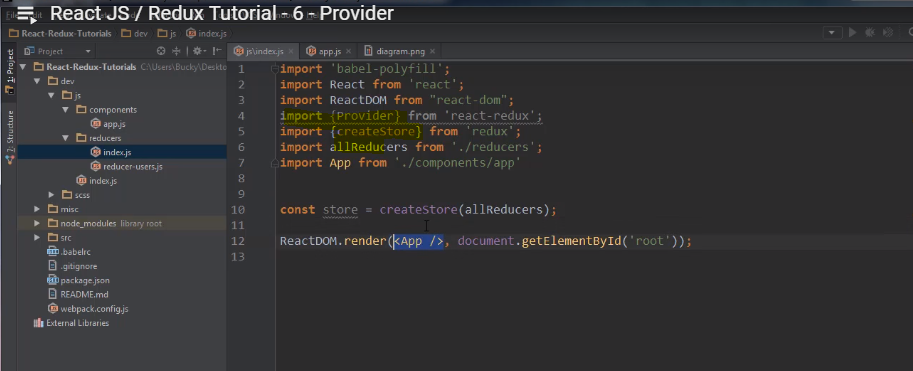 React JS / Redux Tutorial - 6 - Provider
React-Redux-Tutorials dev js index.js
Project
js\index.js app.js diagram.png
1: Project
Z: Structure
React-Redux-Tutorials C:\Users\Bucky\Deskto
dev
js
components
app.js
reducers
index.js
reducer-users.js
index.js
scss
misc
node_modules library root
src
.babelrc
.gitignore
package.json
README.md
webpack.config.js
External Libraries
1 import 'babel-polyfill';
2 import React from 'react';
3 import ReactDOM from "react-dom";
4 import {Provider} from 'react-redux';
5 import {createStore} from 'redux';
6 import allReducers from './reducers';
7 import App from './components/app'
8
9
10 const store = createStore(allReducers);
11
12 ReactDOM.render(<App />, document.getElementById('root'));
13